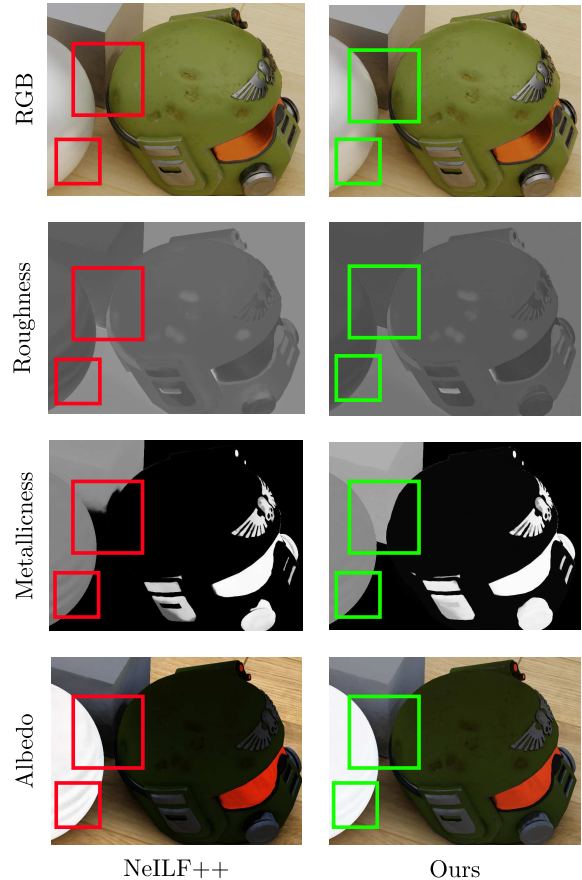 RGB
Roughness
Metallicness
Albedo
NeILF++
Ours